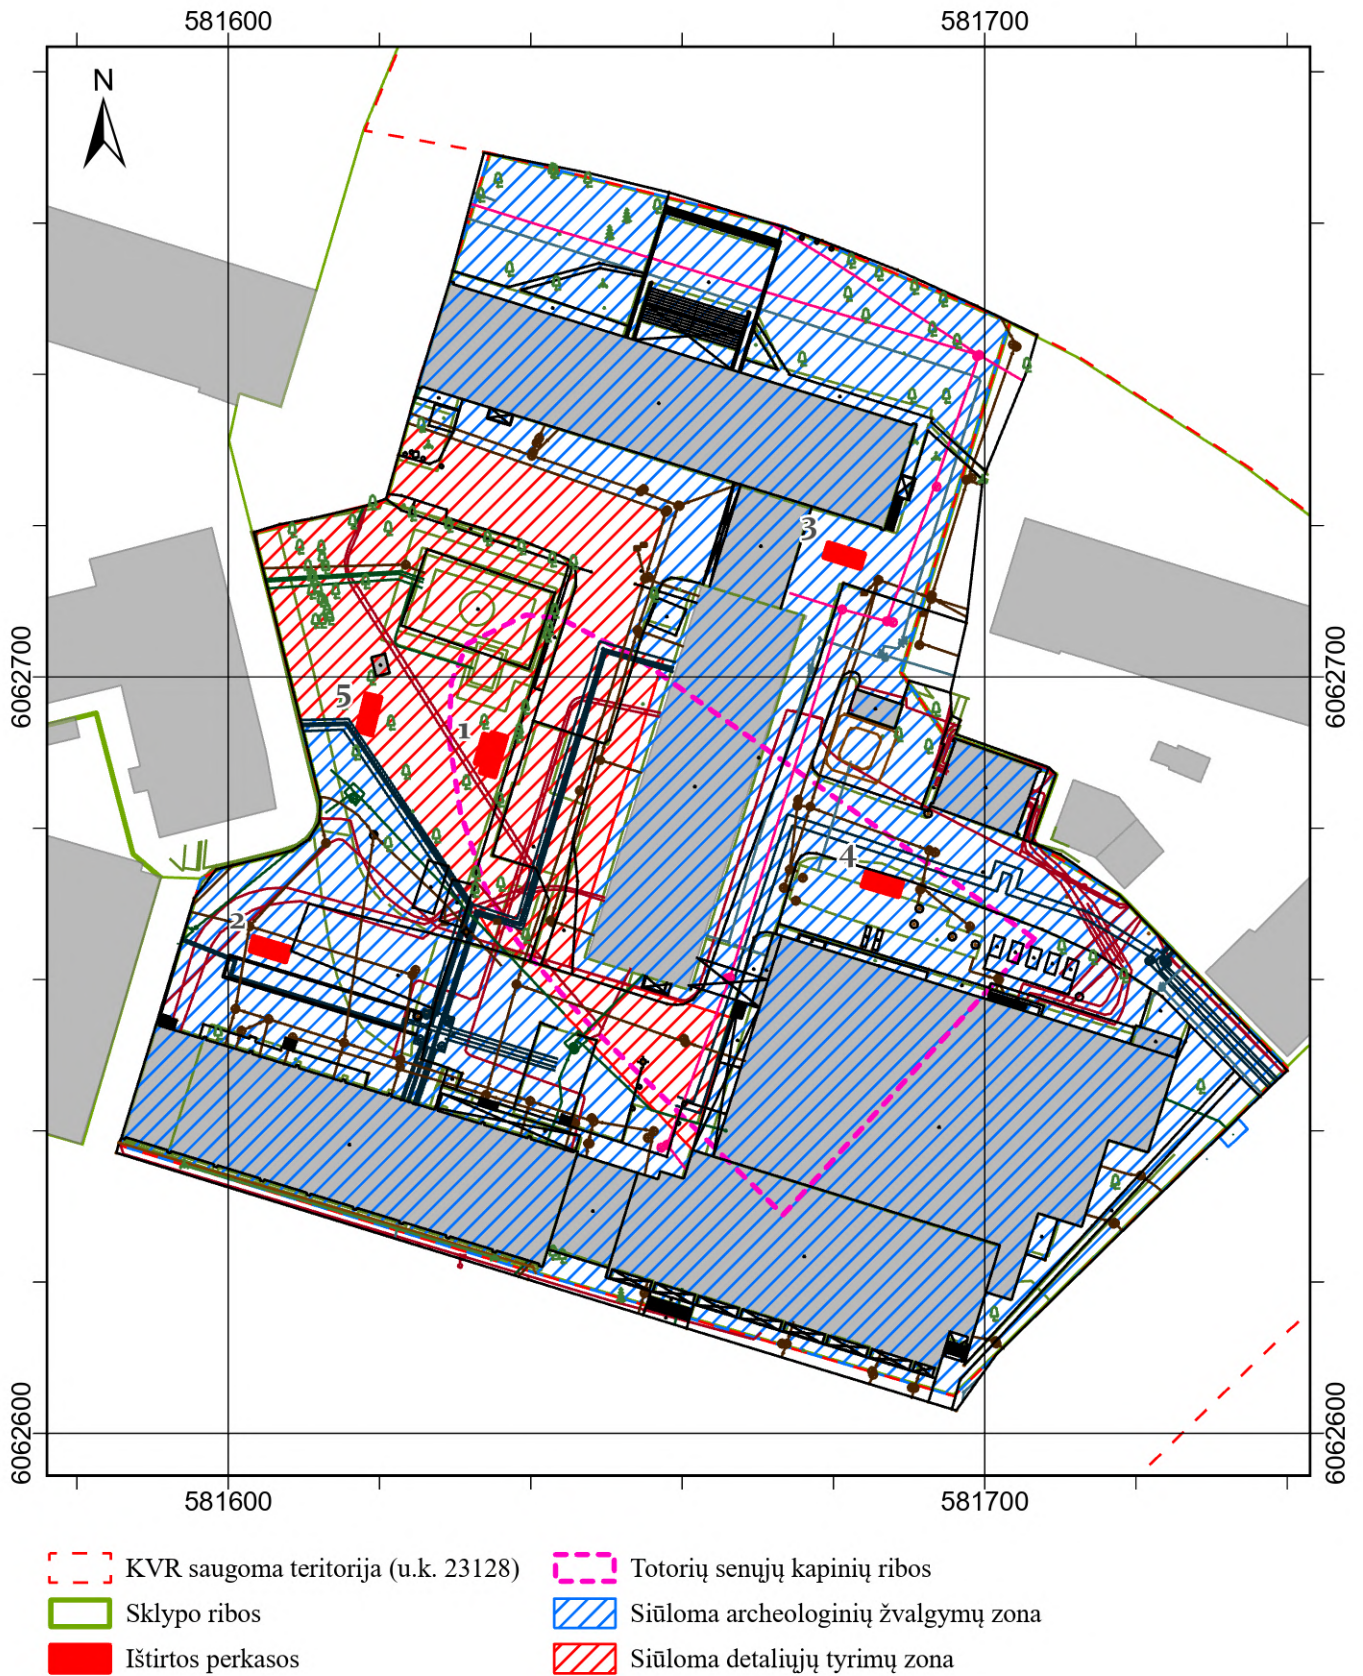 581600 581700
N
3
6062700 6062700
5
1
4
2
6062600 6062600
581600 581700
KVR saugoma teritorija (u.k. 23128)
Sklypo ribos
Ištirtos perkasos
Totorių senųjų kapinių ribos
Siūloma archeologinių žvalgymų zona
Siūloma detaliųjų tyrimų zona